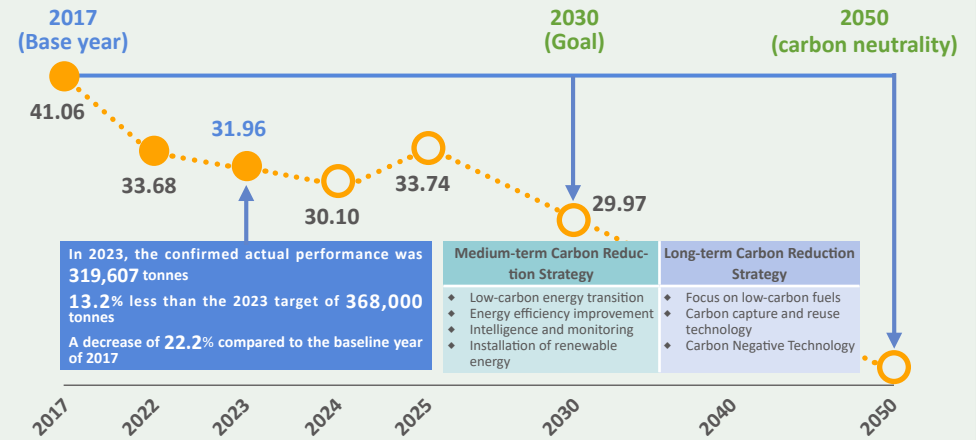 2017
(Base year)
2030
(Goal)
2050
(carbon neutrality)
41.06
33.68
31.96
30.10
33.74
29.97
In 2023, the confirmed actual performance was
319,607 tonnes
13.2% less than the 2023 target of 368,000
tonnes
A decrease of 22.2% compared to the baseline year
of 2017
Medium-term Carbon Reduc-
tion Strategy
◆ Low-carbon energy transition
◆ Energy efficiency improvement
◆ Intelligence and monitoring
◆ Installation of renewable
energy
Long-term Carbon Reduction
Strategy
◆ Focus on low-carbon fuels
◆ Carbon capture and reuse
technology
◆ Carbon Negative Technology
2017
2022
2023
2024
2025
2030
2040
2050